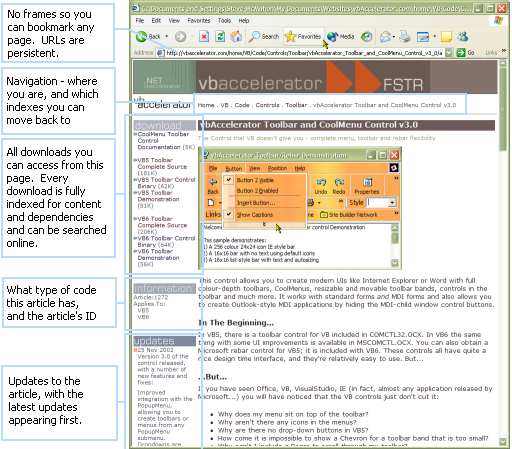 No frames so you
can bookmark any
page. URLs are
persistent.
Navigation - where
you are, and which
indexes you can
move back to
All downloads you
can access from this
page. Every
download is fully
indexed for content
and dependencies
and can be searched
online.
What type of code
this article has,
and the article's ID
Updates to the
article, with the
latest updates
appearing first.
File Edit View Favorites Tools Help
Back Search Favorites Media
Address http://vbaccelerator.com/home/VB/Code/Controls/Toolbar/vbAccelerator_Toolbar_and_CoolMenu_Control_v3_0/a Go Links
.NET
vbaccelerator
FSTR
vb
accelerator
Home . VB . Code . Controls . Toolbar . vbAccelerator Toolbar and CoolMenu Control v3.0
download
CoolMenu Toolbar
Control
Documentation (5K)
VB5 Toolbar
Complete Source
(181K)
VB5 Toolbar Control
Binary (62K)
VB5 Toolbar
Demonstration
(51K)
VB6 Toolbar
Complete Source
(206K)
VB6 Toolbar Control
Binary (64K)
VB6 Toolbar
Demonstration
(56K)
information
Article:1272
Applies To:
VB5
VB6
updates
25 Nov 2002
Version 3.0 of the
control released,
with a number of
new features and
fixes:
Improved
integration with the
PopupMenu,
allowing you to
create toolbars or
menus from any
PopupMenu
submenu.
Dropdowns are
vbAccelerator Toolbar and CoolMenu Control v3.0
The Control that VB doesn't give you - complete menu, toolbar and rebar flexibility
vbAccelerator Toolbar/Rebar Demonstration
File Button View Position Help
Button 2 Visible
Button 2 Enabled
Insert Button...
Show Captions
Back
Undo Redo Properties
Links
Style
Site Builder Network
control Demonstration
This sample demonstrates:
1) A 256 colour 24x24 icon IE style bar
2) A 16x16 bar with no text using default icons
3) A 16x16 list-style bar with text and autosizing
This control allows you to create modern UIs like Internet Explorer or Word with full
colour-depth toolbars, CoolMenus, resizable and movable toolbar bands, controls in the
toolbar and much more. It works with standard forms and MDI forms and also allows you
to create Outlook-style MDI applications by hiding the MDI-child window control buttons.
In The Beginning...
In VB5, there is a toolbar control for VB included in COMCTL32.OCX. In VB6 the same
thing with some UI improvements is available in MSCOMCTL.OCX. You can also obtain a
Microsoft rebar control for VB5; it is included with VB6. These controls all have quite a
nice design time interface, and they're relatively easy to use. But...
..But...
If you have seen Office, VB, VisualStudio, IE (in fact, almost any application released by
Microsoft...) you will have noticed that the VB controls just don't cut it:
• Why does my menu sit on top of the toolbar?
• Why aren't there any icons in the menus?
• Why are there no drop-down buttons in VB5?
• How come it is impossible to show a Chevron for a toolbar band that is too small?